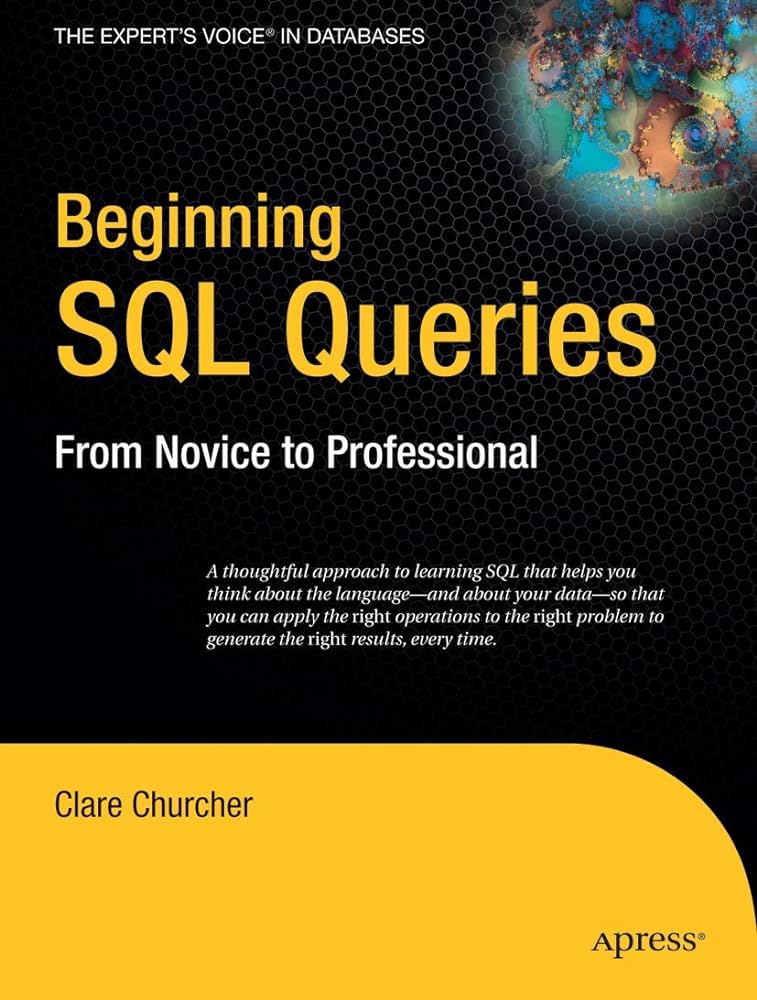 THE EXPERT'S VOICE® IN DATABASES
Beginning
SQL Queries
From Novice to Professional
A thoughtful approach to learning SQL that helps you
think about the language—and about your data—so that
you can apply the right operations to the right problem to
generate the right results, every time.
Clare Churcher
Apress®